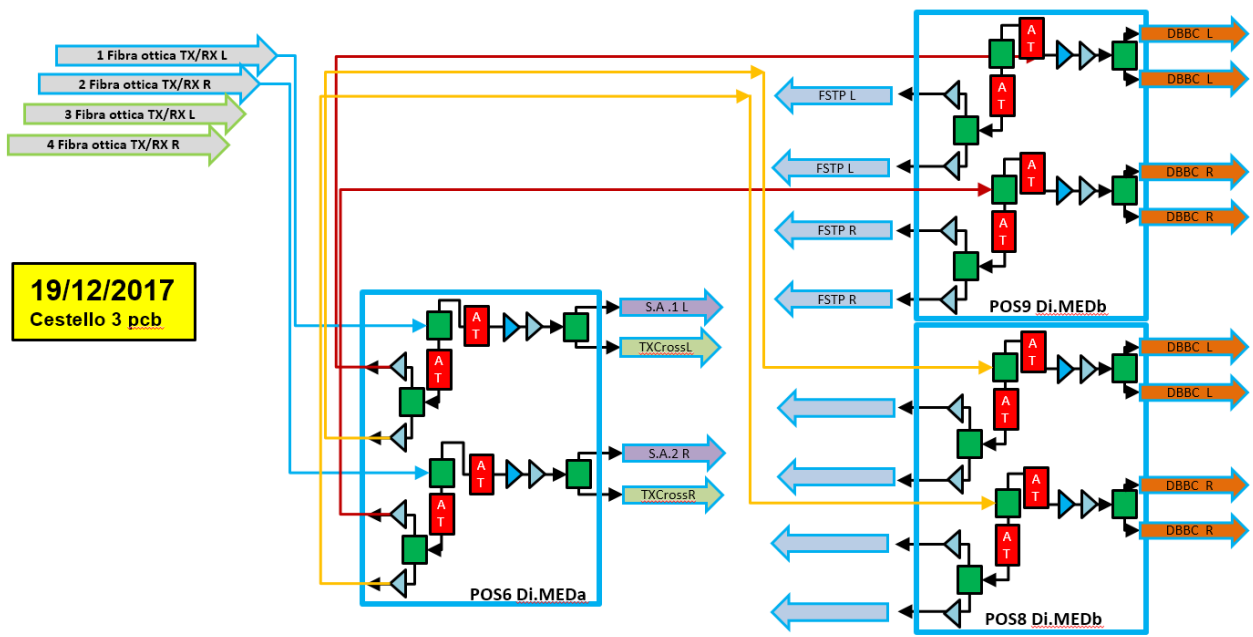 1 Fibra ottica TX/RX L
2 Fibra ottica TX/RX R
3 Fibra ottica TX/RX L
4 Fibra ottica TX/RX R
19/12/2017
Cestello 3 pcb
A
T
A
T
S.A .1 L
TXCrossL
A
T
A
T
S.A.2 R
TXCrossR
POS6 Di.MEDa
A
T
A
T
DBBC L
DBBC L
FSTP L
FSTP L
A
T
A
T
DBBC R
DBBC R
FSTP R
FSTP R
POS9 Di.MEDb
A
T
A
T
DBBC L
DBBC L
A
T
A
T
DBBC R
DBBC R
POS8 Di.MEDb